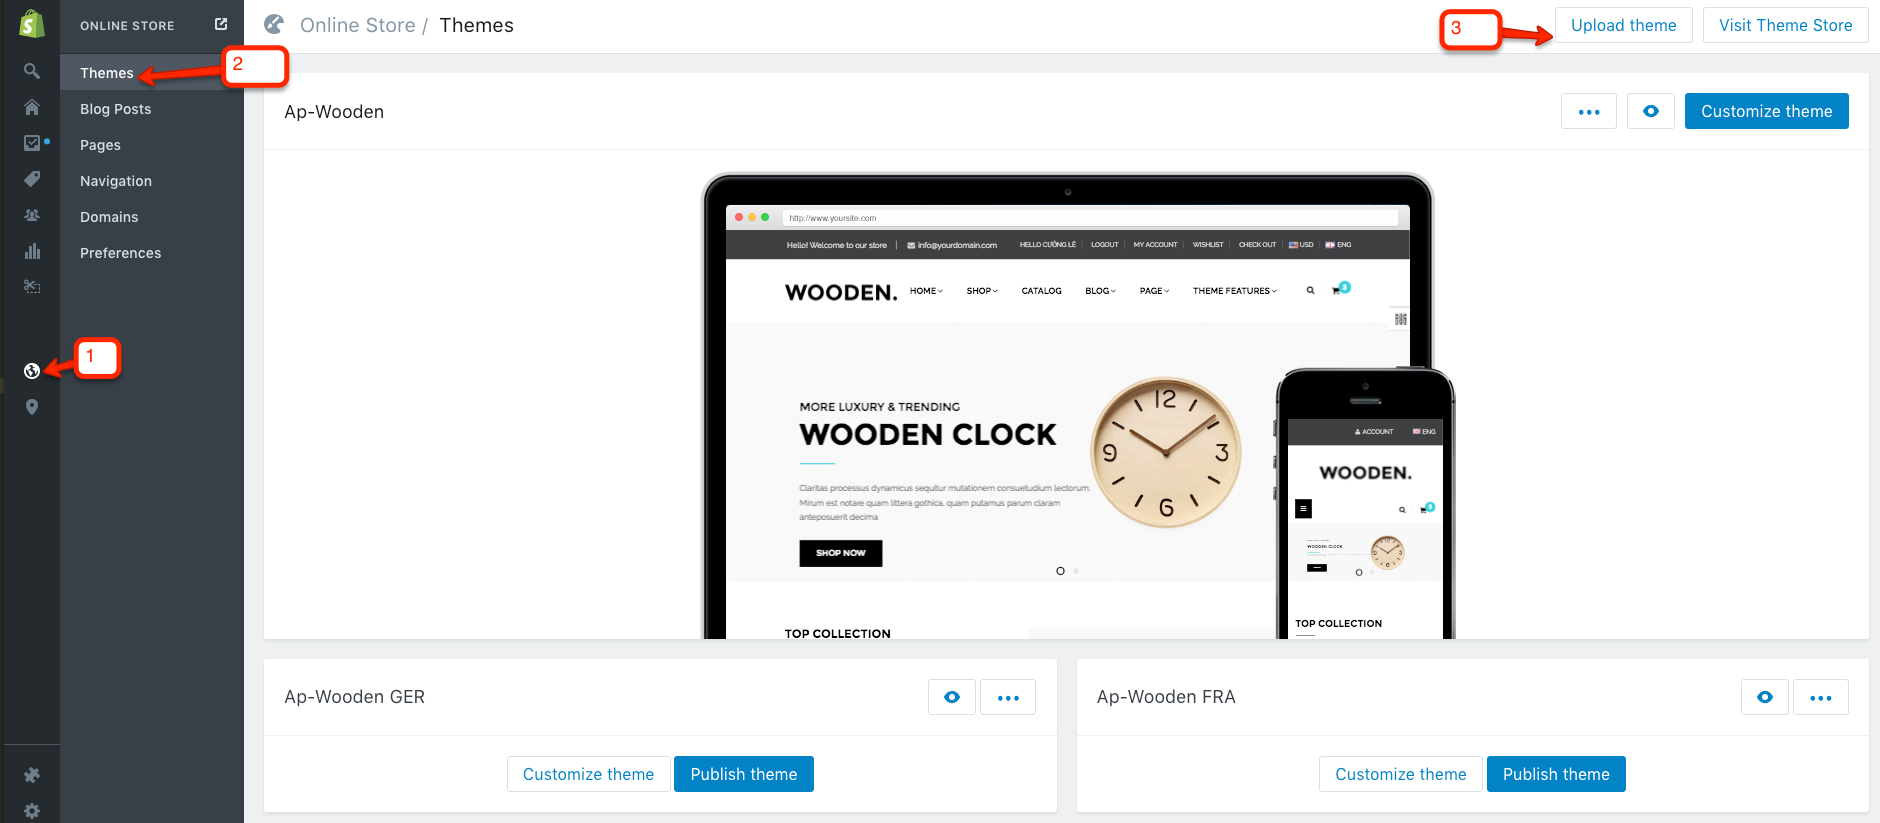 ONLINE STORE
Online Store / Themes
3
Upload theme
Visit Theme Store
Themes
2
Blog Posts
Pages
Navigation
Domains
Preferences
1
Ap-Wooden
Customize theme
http://www.yoursite.com
Hello! Welcome to our store | info@yourdomain.com HELLO CƯỜNG LÊ LOGOUT MY ACCOUNT WISHLIST CHECK OUT USD ENG
WOODEN. HOME SHOP CATALOG BLOG PAGE THEME FEATURES 3
MORE LUXURY & TRENDING
WOODEN CLOCK
Claritas processus dynamicus sequitur mutationem consuetudium lectorum.
Mirum est notare quam littera gothica, quam putamus parum claram
anteposuerit decima
SHOP NOW
12
9 3
6
TOP COLLECTION
ACCOUNT ENG
WOODEN.
3
WOODEN CLOCK
TOP COLLECTION
Ap-Wooden GER
Customize theme
Publish theme
Ap-Wooden FRA
Customize theme
Publish theme